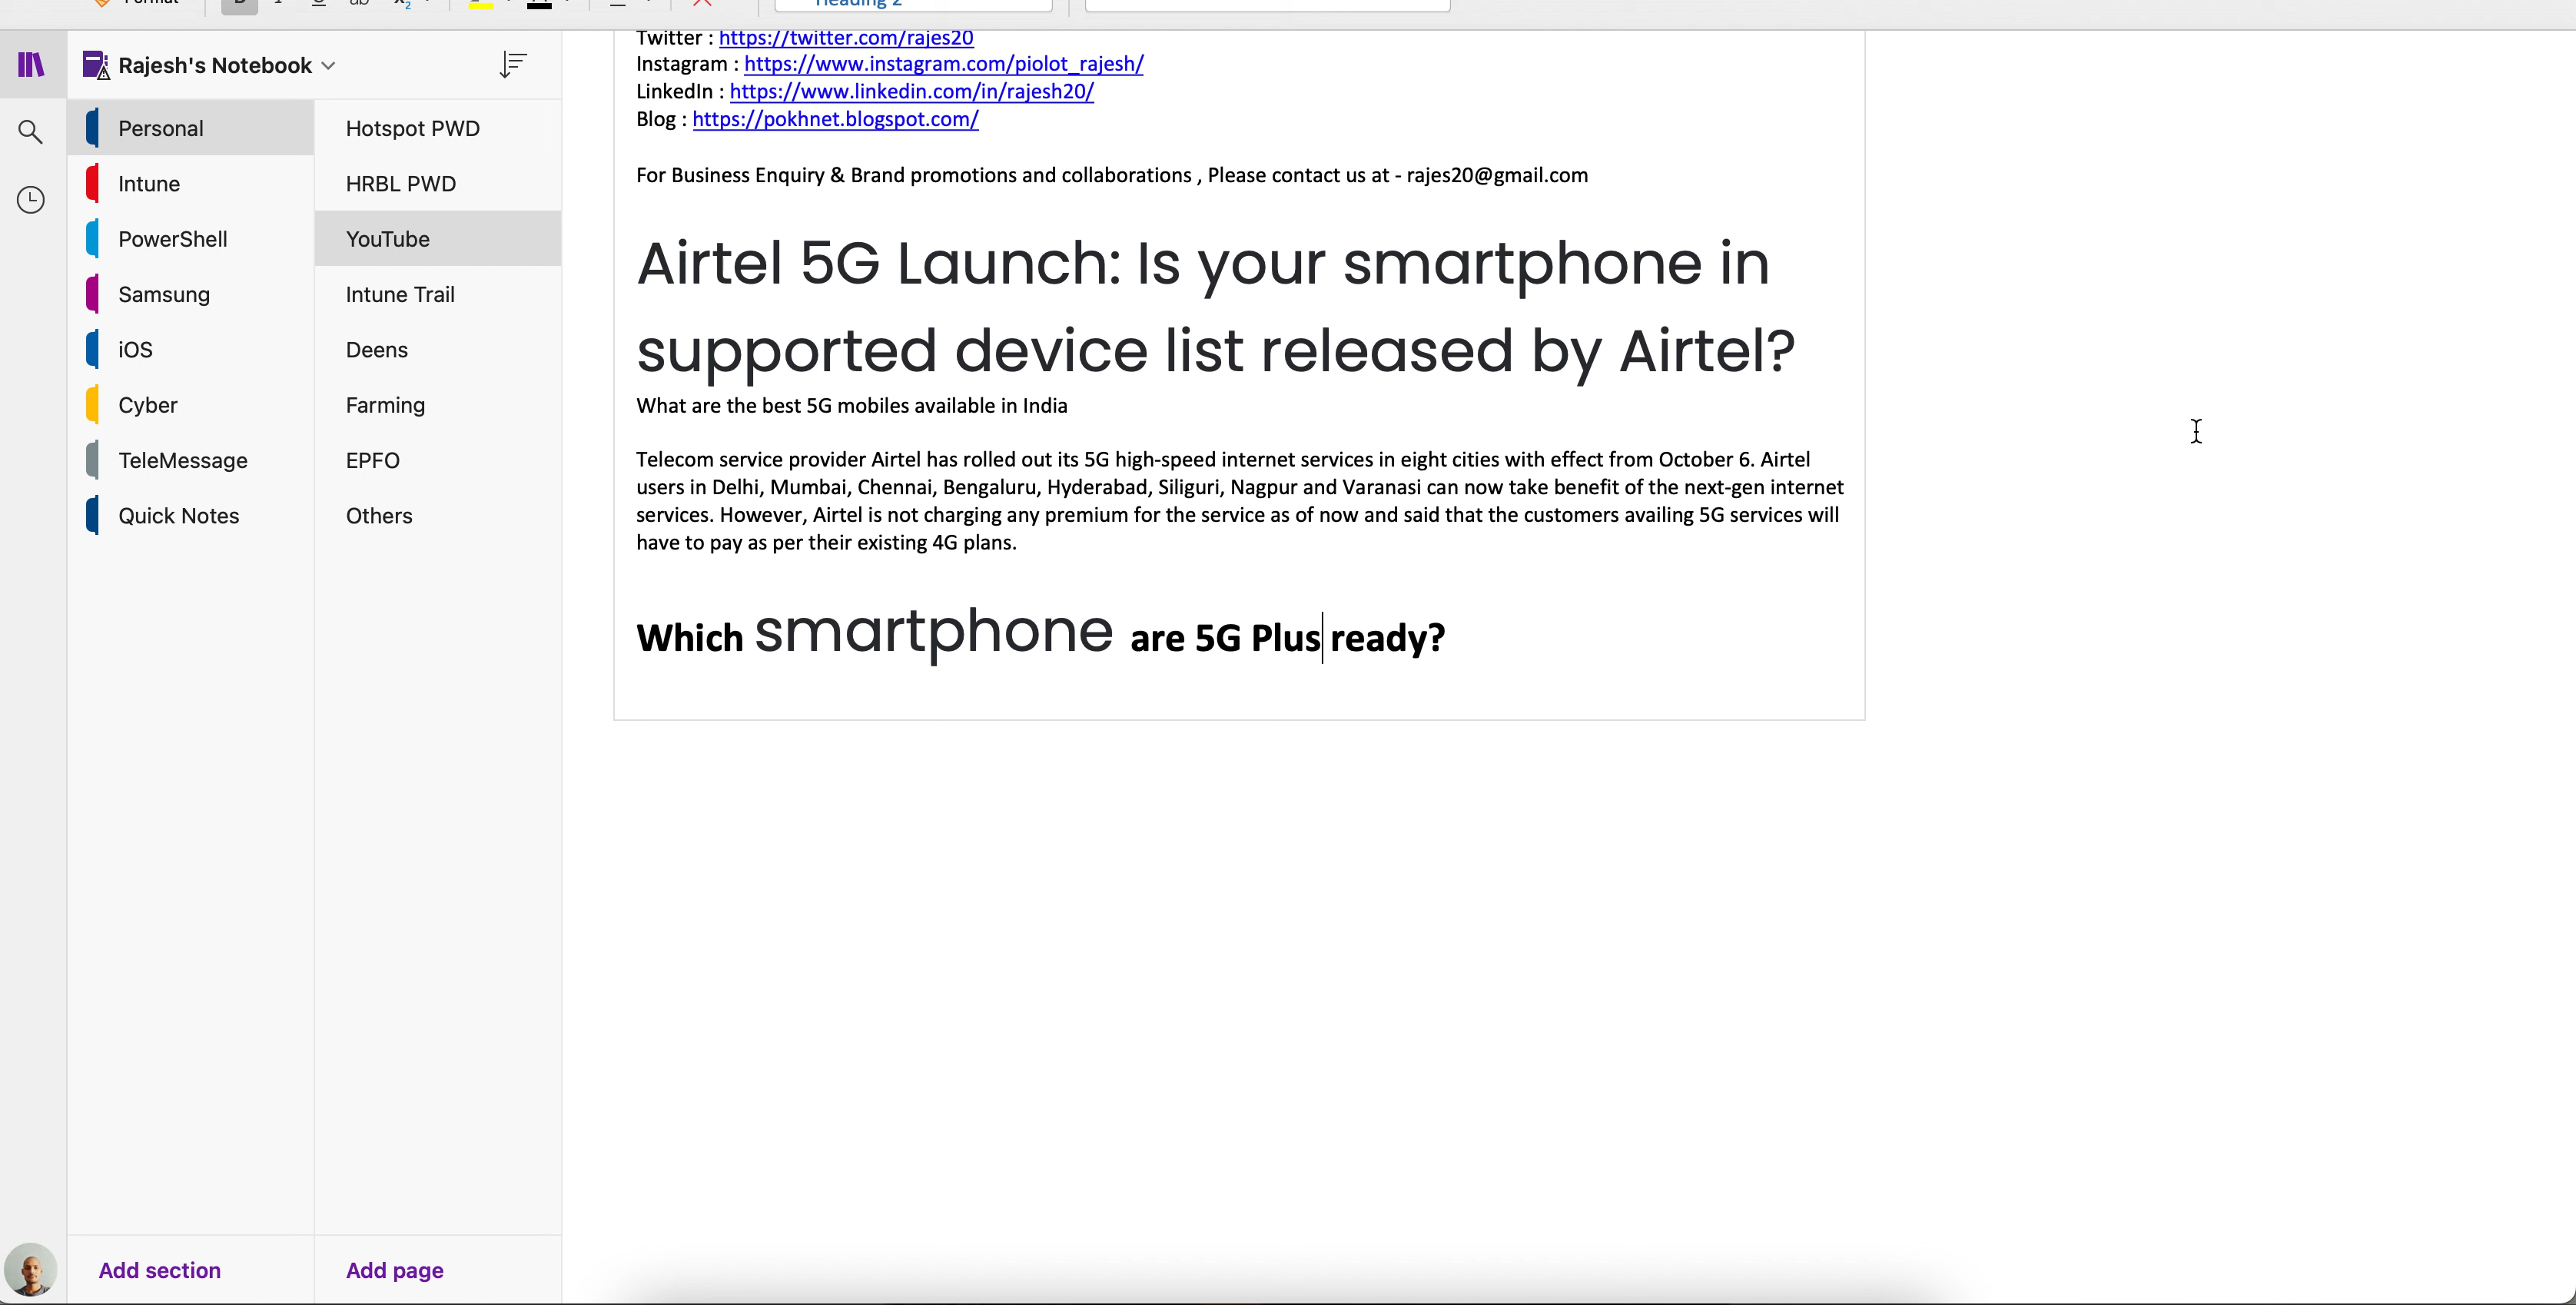 Format
Heading 2
Rajesh's Notebook
Personal
Intune
PowerShell
Samsung
iOS
Cyber
TeleMessage
Quick Notes
Add section
Hotspot PWD
HRBL PWD
YouTube
Intune Trail
Deens
Farming
EPFO
Others
Add page
Twitter : https://twitter.com/rajes20
Instagram : https://www.instagram.com/piolot_rajesh/
LinkedIn : https://www.linkedin.com/in/rajesh20/
Blog : https://pokhnet.blogspot.com/
For Business Enquiry & Brand promotions and collaborations , Please contact us at - rajes20@gmail.com
Airtel 5G Launch: Is your smartphone in
supported device list released by Airtel?
What are the best 5G mobiles available in India
Telecom service provider Airtel has rolled out its 5G high-speed internet services in eight cities with effect from October 6. Airtel
users in Delhi, Mumbai, Chennai, Bengaluru, Hyderabad, Siliguri, Nagpur and Varanasi can now take benefit of the next-gen internet
services. However, Airtel is not charging any premium for the service as of now and said that the customers availing 5G services will
have to pay as per their existing 4G plans.
Which smartphone are 5G Plus ready?